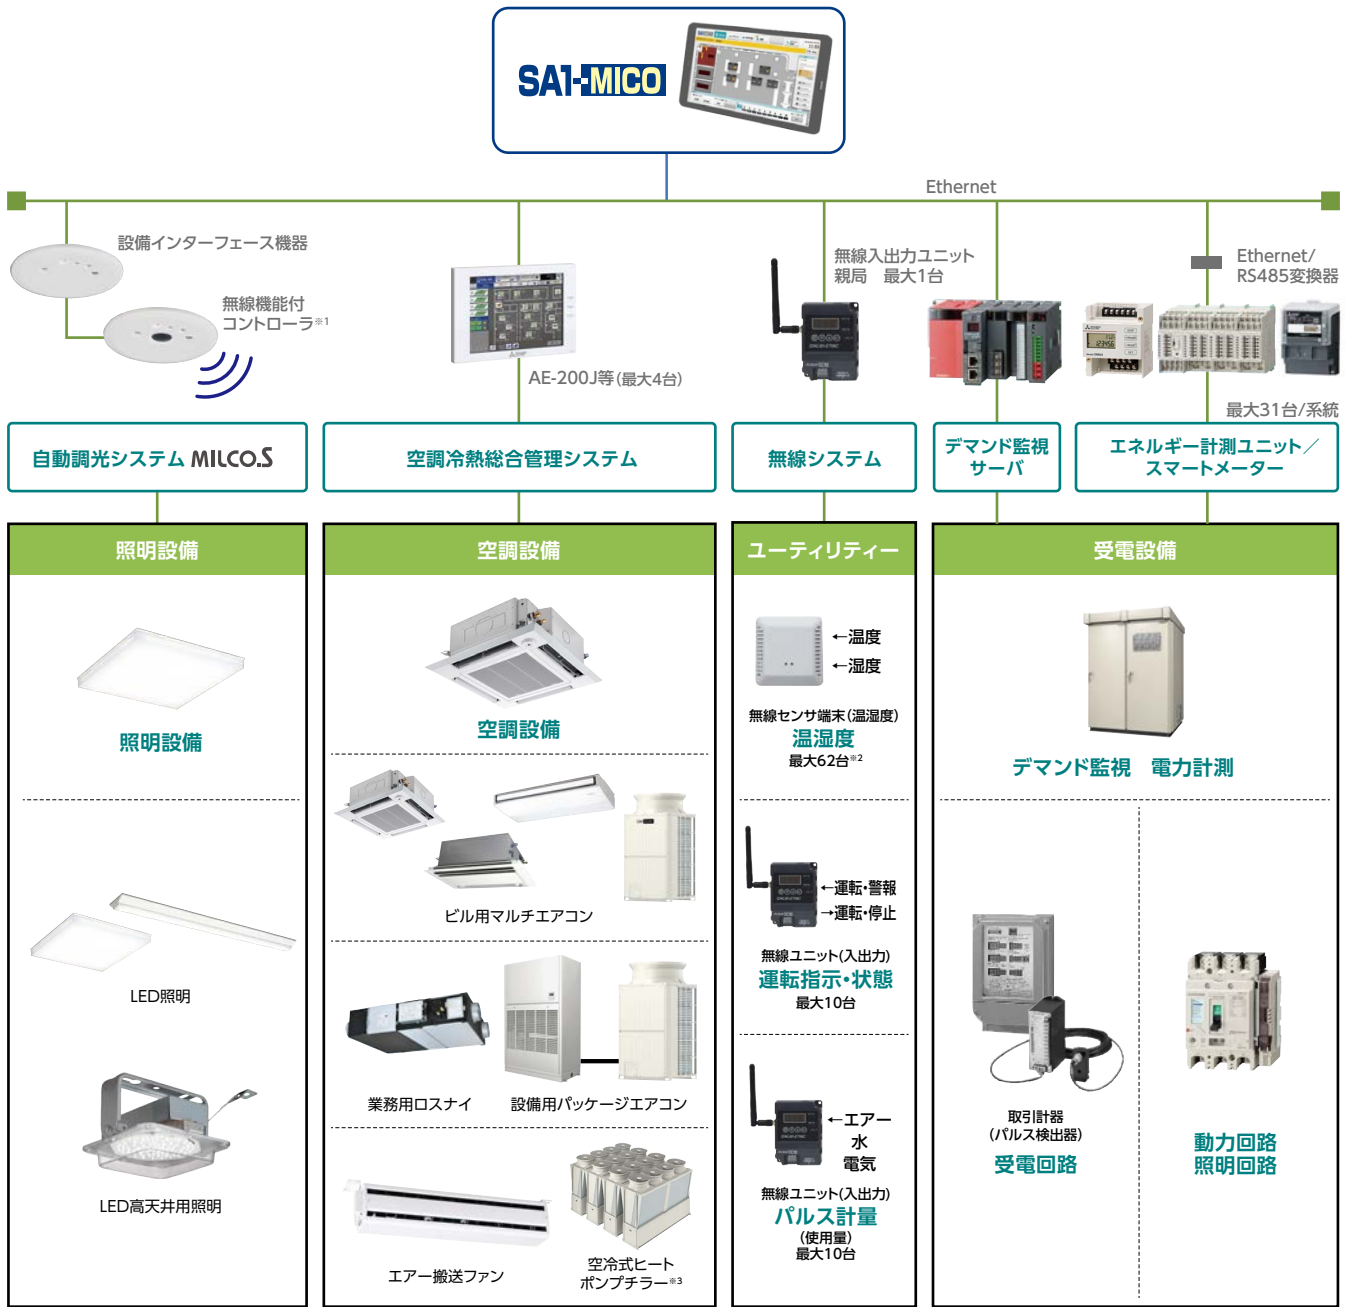 SA1-MICO
Ethernet
設備インターフェース機器
無線機能付
コントローラ※1
AE-200J等(最大4台)
無線入出力ユニット
親局 最大1台
Ethernet/
RS485変換器
最大31台/系統
自動調光システム MILCO.S
空調冷熱総合管理システム
無線システム
デマンド監視
サーバ
エネルギー計測ユニット／
スマートメーター
照明設備
空調設備
ユーティリティー
受電設備
照明設備
LED照明
LED高天井用照明
空調設備
ビル用マルチエアコン
業務用ロスナイ
設備用パッケージエアコン
エアー搬送ファン
空冷式ヒート
ポンプチラー※3
←温度
←湿度
無線センサ端末(温湿度)
温湿度
最大62台※2
←運転・警報
→運転・停止
無線ユニット(入出力)
運転指示・状態
最大10台
←エアー
水
電気
無線ユニット(入出力)
パルス計量
(使用量)
最大10台
デマンド監視 電力計測
取引計器
(パルス検出器)
受電回路
動力回路
照明回路